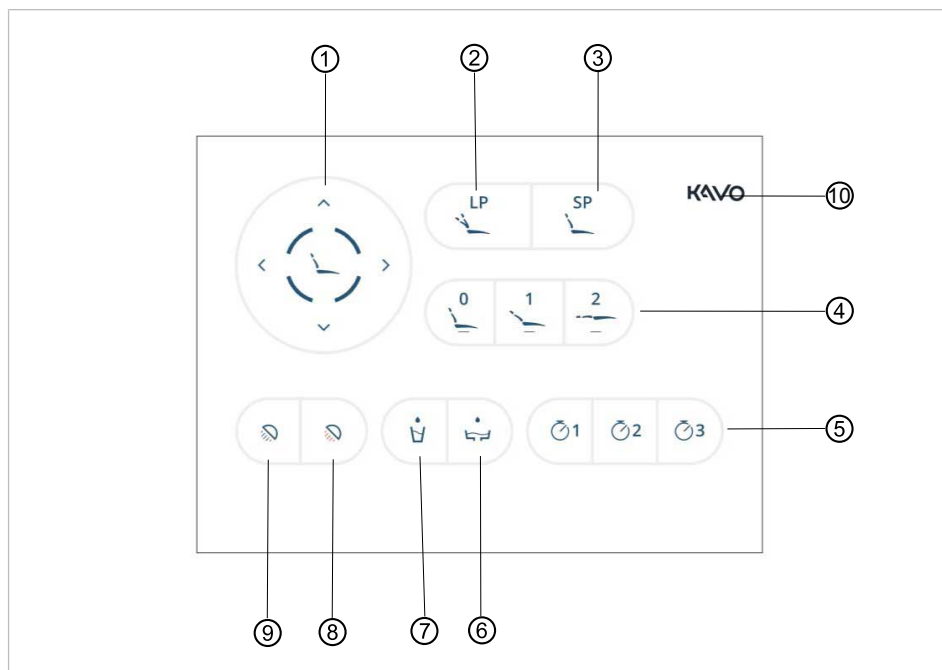 ① ② ③
LP SP KAVO ⑩
0 1 2 ④
1 2 3 ⑤
⑨ ⑧ ⑦ ⑥